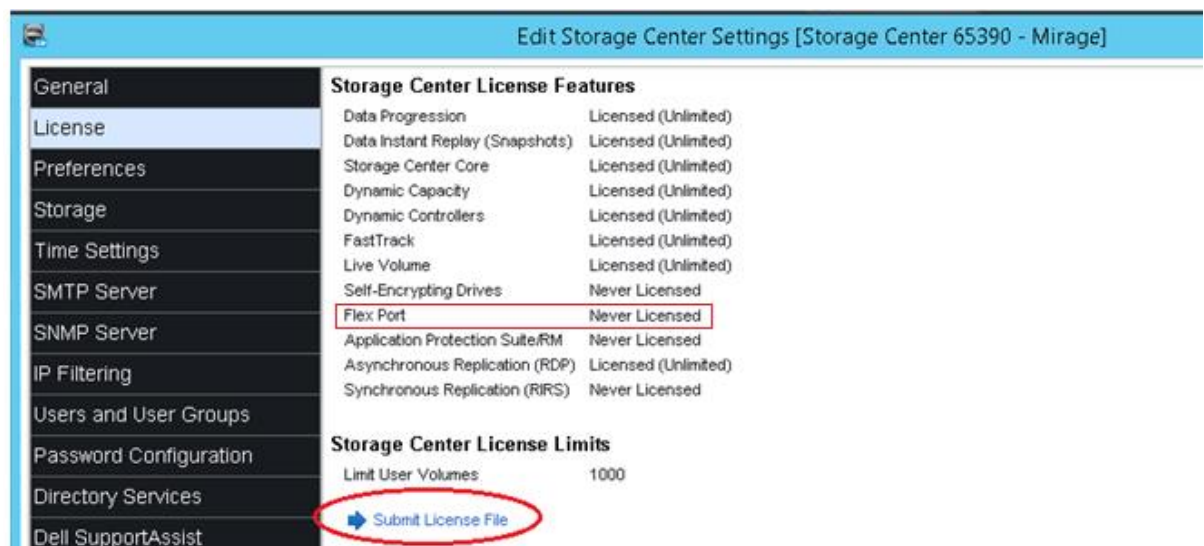 Edit Storage Center Settings [Storage Center 65390 - Mirage]
General
License
Preferences
Storage
Time Settings
SMTP Server
SNMP Server
IP Filtering
Users and User Groups
Password Configuration
Directory Services
Dell SupportAssist
Storage Center License Features
Data Progression Licensed (Unlimited)
Data Instant Replay (Snapshots) Licensed (Unlimited)
Storage Center Core Licensed (Unlimited)
Dynamic Capacity Licensed (Unlimited)
Dynamic Controllers Licensed (Unlimited)
FastTrack Licensed (Unlimited)
Live Volume Licensed (Unlimited)
Self-Encrypting Drives Never Licensed
Flex Port Never Licensed
Application Protection Suite/RM Never Licensed
Asynchronous Replication (RDP) Licensed (Unlimited)
Synchronous Replication (RIRS) Never Licensed
Storage Center License Limits
Limit User Volumes 1000
Submit License File